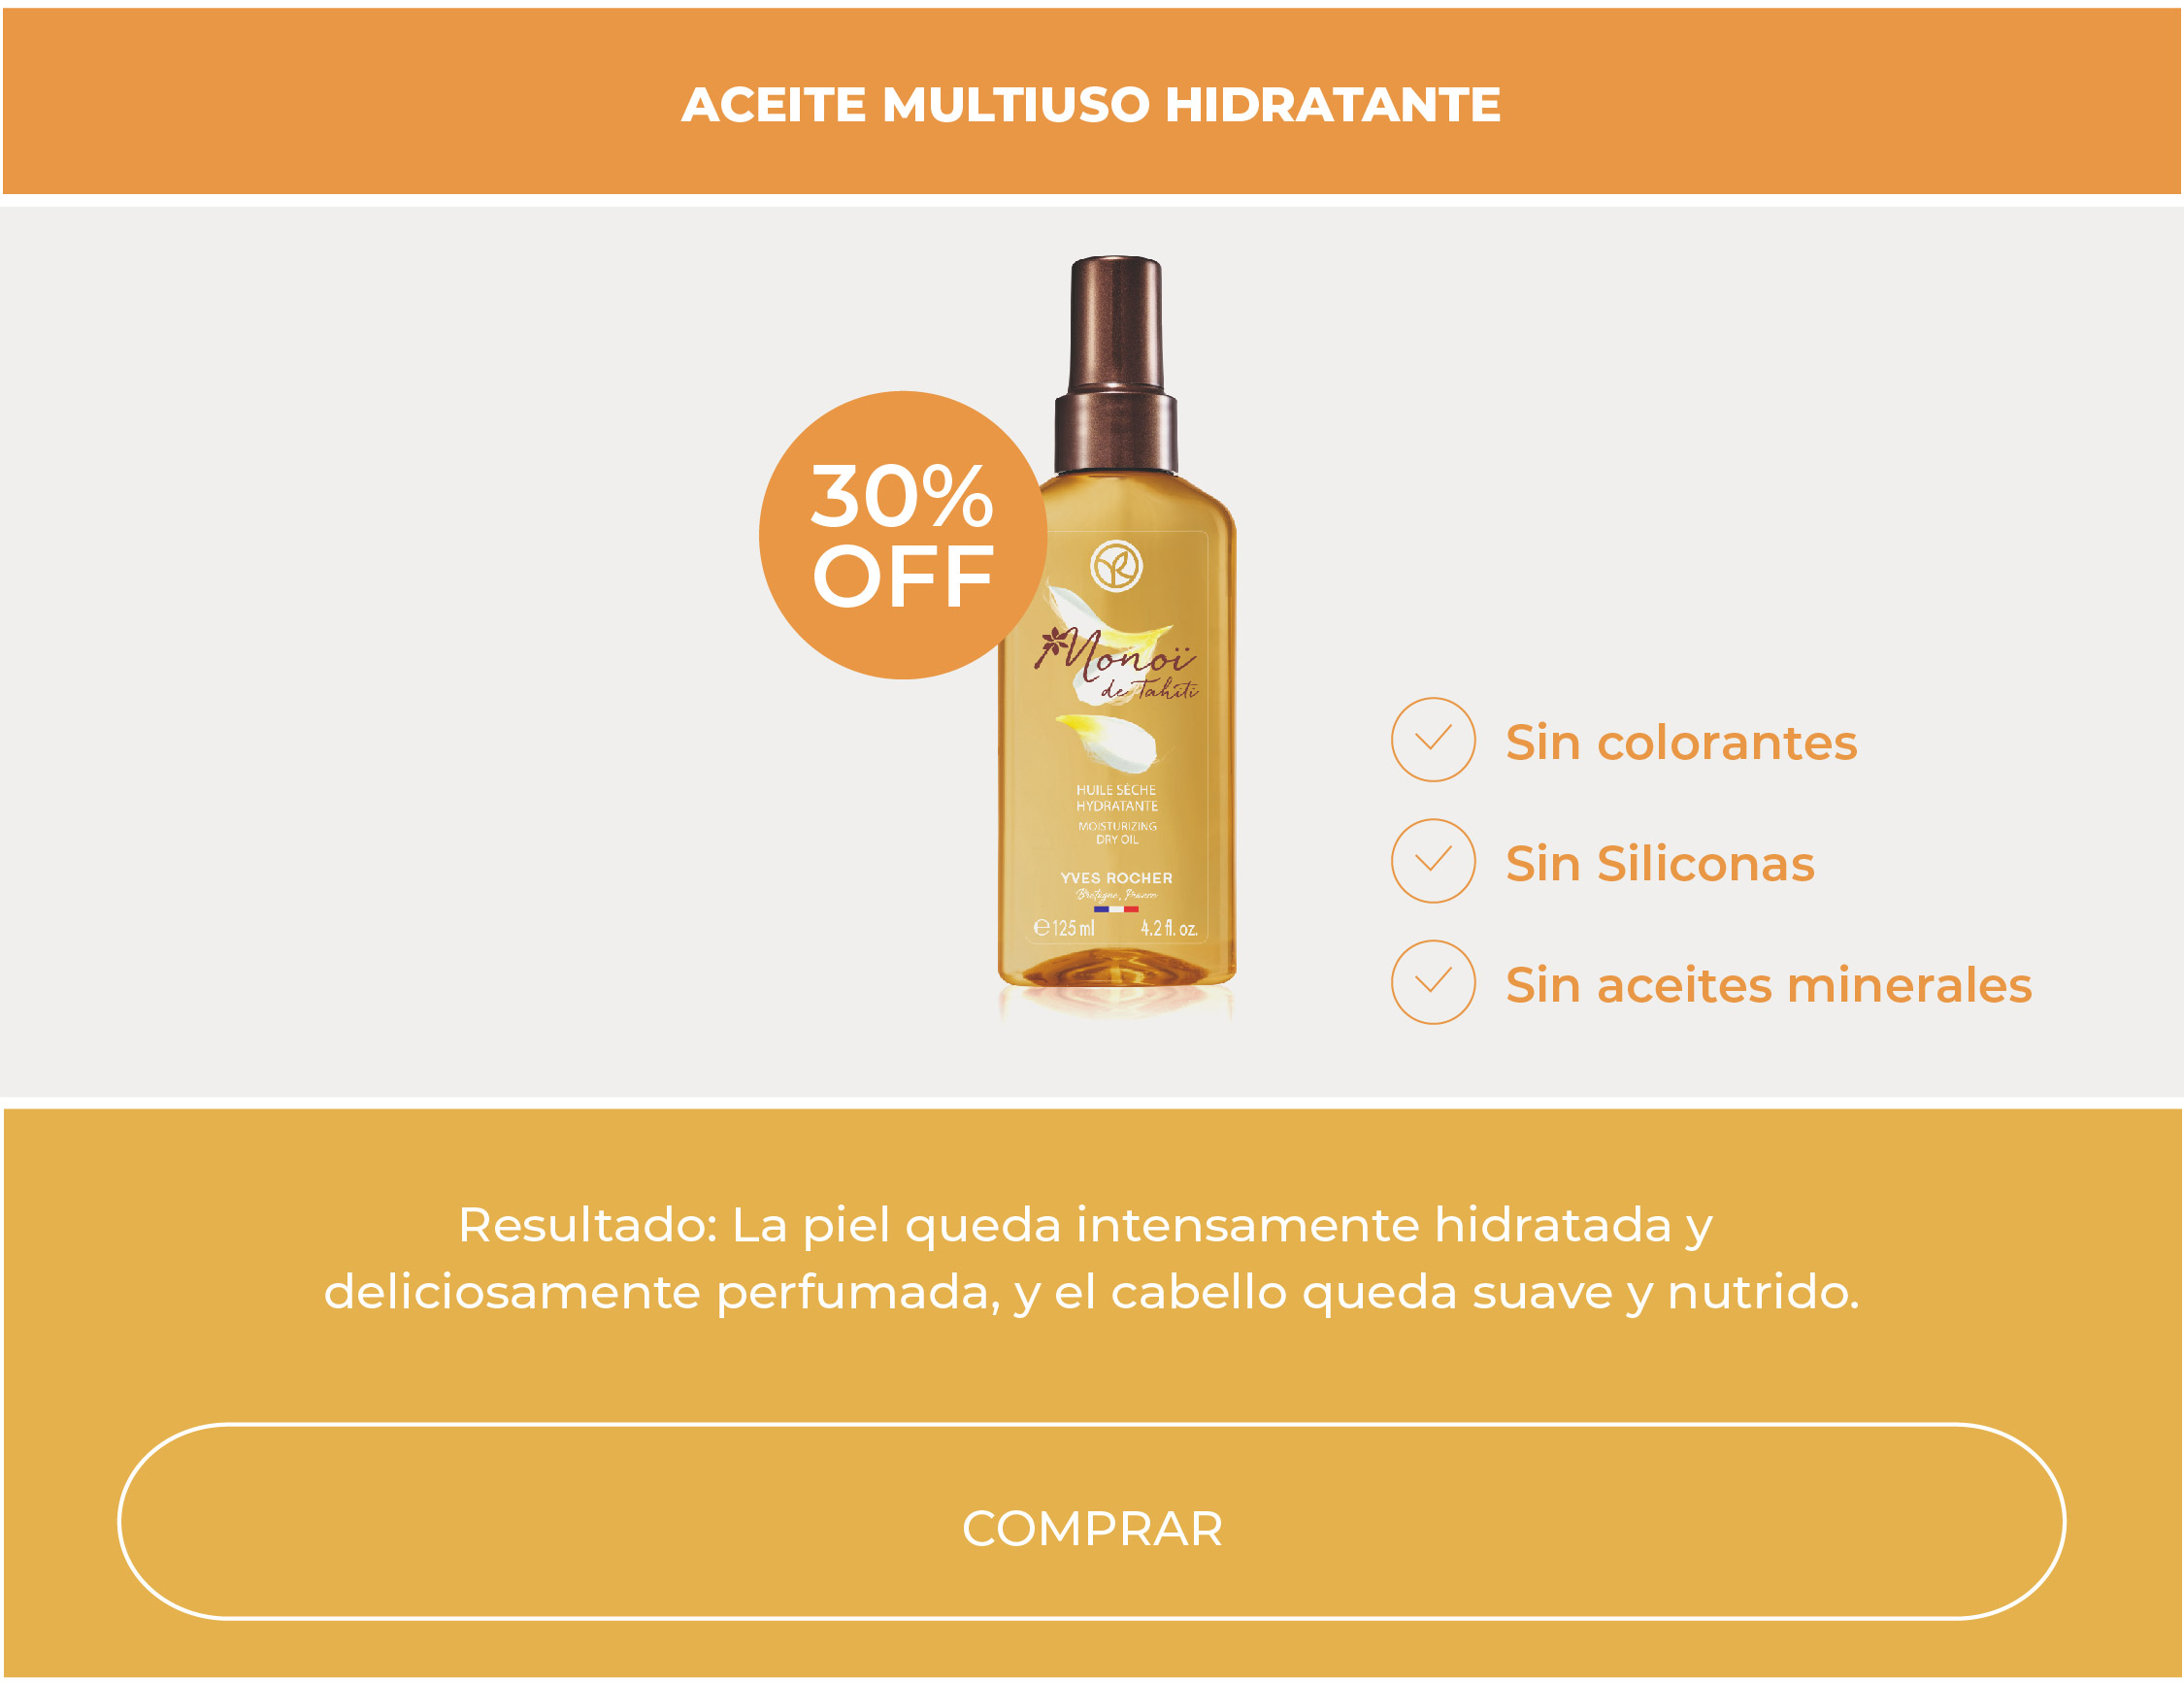 ACEITE MULTIUSO HIDRATANTE
30%
OFF
Monoï
de Tahiti
HUILE SÈCHE
HYDRATANTE
MOISTURIZING
DRY OIL
YVES ROCHER
Bretagne, France
℮ 125 ml 4.2 fl. oz.
Sin colorantes
Sin Siliconas
Sin aceites minerales
Resultado: La piel queda intensamente hidratada y
deliciosamente perfumada, y el cabello queda suave y nutrido.
COMPRAR